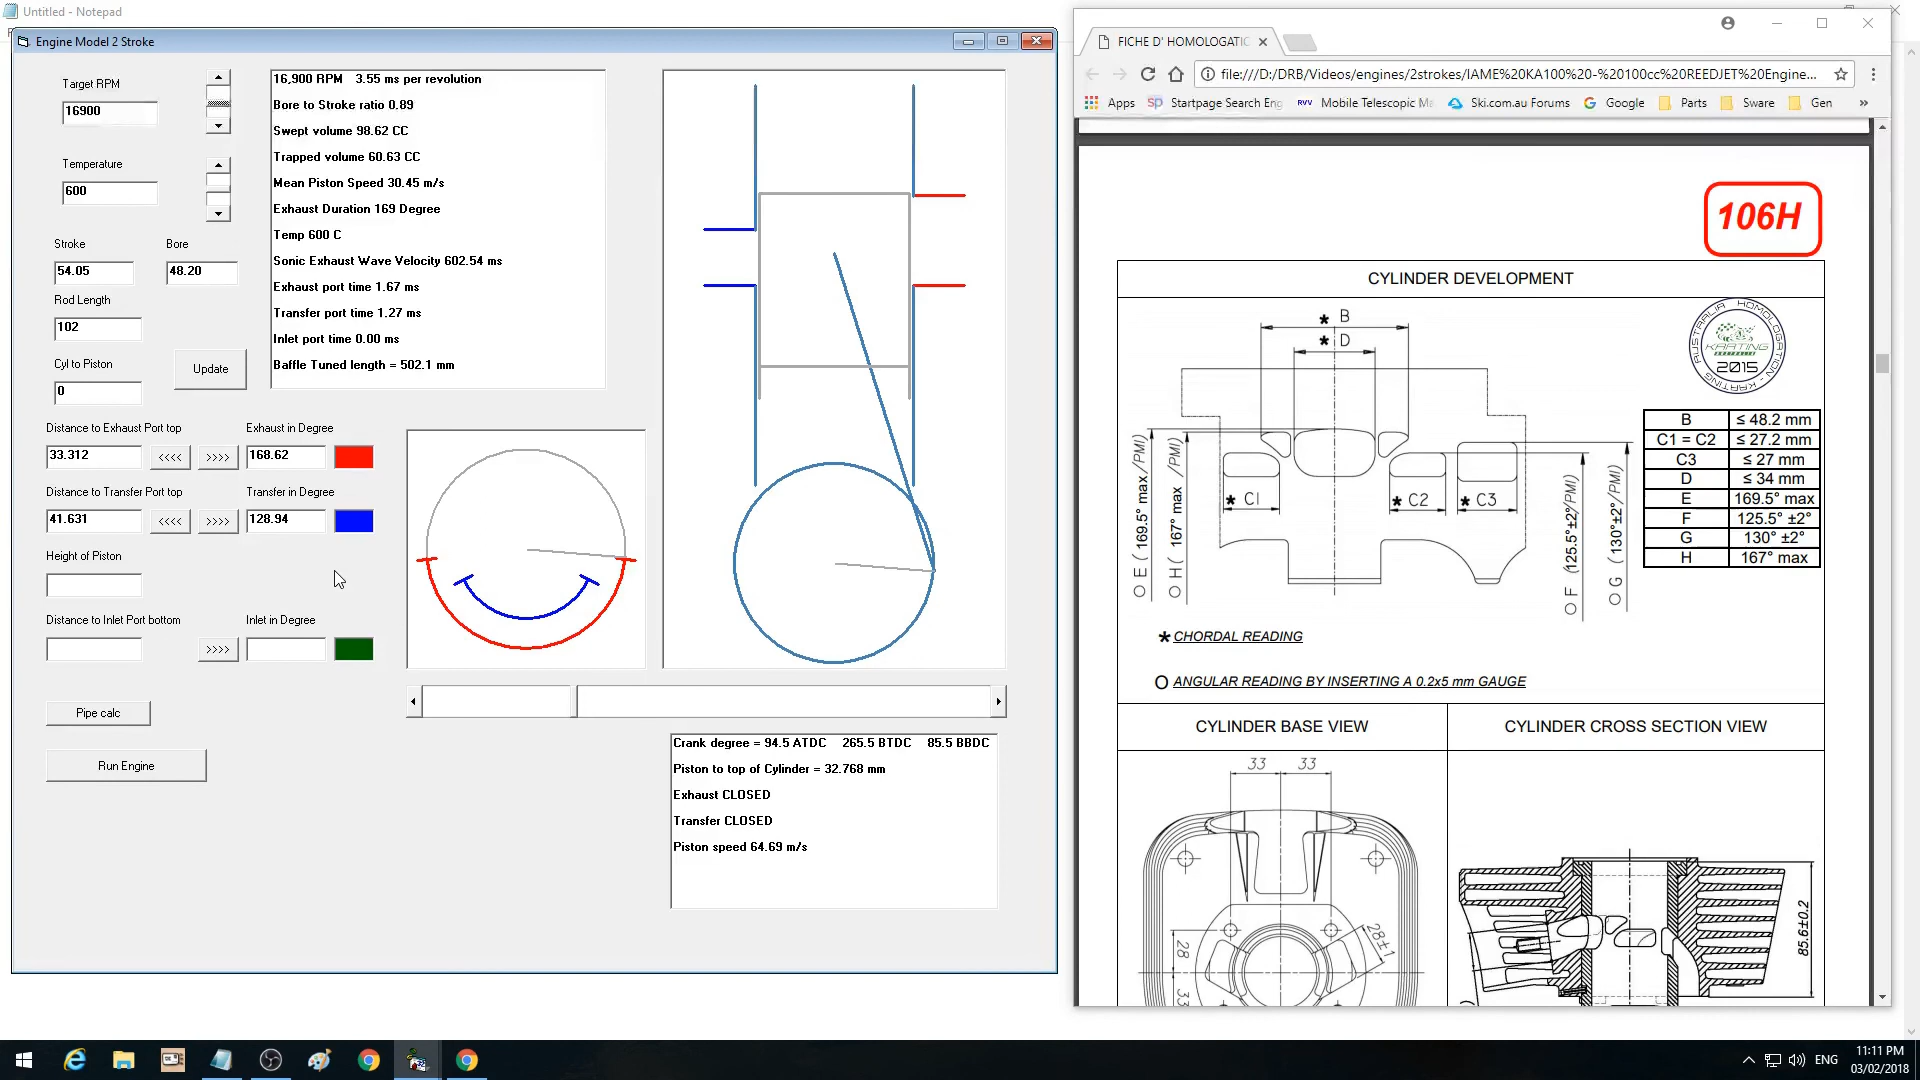 Untitled - Notepad
Engine Model 2 Stroke
Target RPM
16900
Temperature
600
Stroke
Bore
54.05
48.20
Rod Length
102
Cyl to Piston
0
Update
16,900 RPM 3.55 ms per revolution
Bore to Stroke ratio 0.89
Swept volume 98.62 CC
Trapped volume 60.63 CC
Mean Piston Speed 30.45 m/s
Exhaust Duration 169 Degree
Temp 600 C
Sonic Exhaust Wave Velocity 602.54 ms
Exhaust port time 1.67 ms
Transfer port time 1.27 ms
Inlet port time 0.00 ms
Baffle Tuned length = 502.1 mm
Distance to Exhaust Port top
Exhaust in Degree
33.312
<<<<
>>>>
168.62
Distance to Transfer Port top
Transfer in Degree
41.631
<<<<
>>>>
128.94
Height of Piston
Distance to Inlet Port bottom
Inlet in Degree
>>>>
Pipe calc
Run Engine
Crank degree = 94.5 ATDC 265.5 BTDC 85.5 BBDC
Piston to top of Cylinder = 32.768 mm
Exhaust CLOSED
Transfer CLOSED
Piston speed 64.69 m/s
FICHE D' HOMOLOGATIC
file:///D:/DRB/Videos/engines/2strokes/IAME%20KA100%20-%20100cc%20REEDJET%20Engine...
Apps
Startpage Search Eng
Mobile Telescopic Ma
Ski.com.au Forums
Google
Parts
Sware
Gen
»
106H
CYLINDER DEVELOPMENT
* B
* D
AUSTRALIA HOMOLOGATION - KARTING
KARTING
2015
E ( 169.5° max /PMI)
H ( 167° max /PMI)
* C1
* C2
* C3
F (125.5°±2°/PMI)
G (130°±2°/PMI)
B ≤ 48.2 mm
C1 = C2 ≤ 27.2 mm
C3 ≤ 27 mm
D ≤ 34 mm
E 169.5° max
F 125.5° ±2°
G 130° ±2°
H 167° max
* CHORDAL READING
O ANGULAR READING BY INSERTING A 0.2x5 mm GAUGE
CYLINDER BASE VIEW
CYLINDER CROSS SECTION VIEW
33
33
28
33
28±1
85.6±0.2
ENG
11:11 PM
03/02/2018